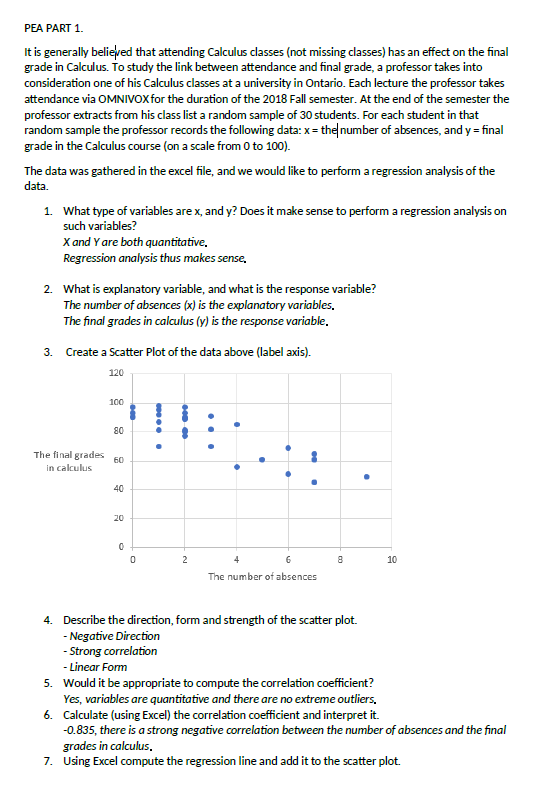 PEA PART 1.
It is generally believed that attending Calculus classes (not missing classes) has an effect on the final
grade in Calculus. To study the link between attendance and final grade, a professor takes into
consideration one of his Calculus classes at a university in Ontario. Each lecture the professor takes
attendance via OMNIVOX for the duration of the 2018 Fall semester. At the end of the semester the
professor extracts from his class list a random sample of 30 students. For each student in that
random sample the professor records the following data: x = the number of absences, and y = final
grade in the Calculus course (on a scale from 0 to 100).
The data was gathered in the excel file, and we would like to perform a regression analysis of the
data.
1. What type of variables are x, and y? Does it make sense to perform a regression analysis on
such variables?
X and Y are both quantitative.
Regression analysis thus makes sense.
2. What is explanatory variable, and what is the response variable?
The number of absences (x) is the explanatory variables.
The final grades in calculus (y) is the response variable.
3. Create a Scatter Plot of the data above (label axis).
120
100
80
The final grades
in calculus
60
40
20
0
0 2 4 6 8 10
The number of absences
4. Describe the direction, form and strength of the scatter plot.
- Negative Direction
- Strong correlation
- Linear Form
5. Would it be appropriate to compute the correlation coefficient?
Yes, variables are quantitative and there are no extreme outliers.
6. Calculate (using Excel) the correlation coefficient and interpret it.
-0.835, there is a strong negative correlation between the number of absences and the final
grades in calculus.
7. Using Excel compute the regression line and add it to the scatter plot.